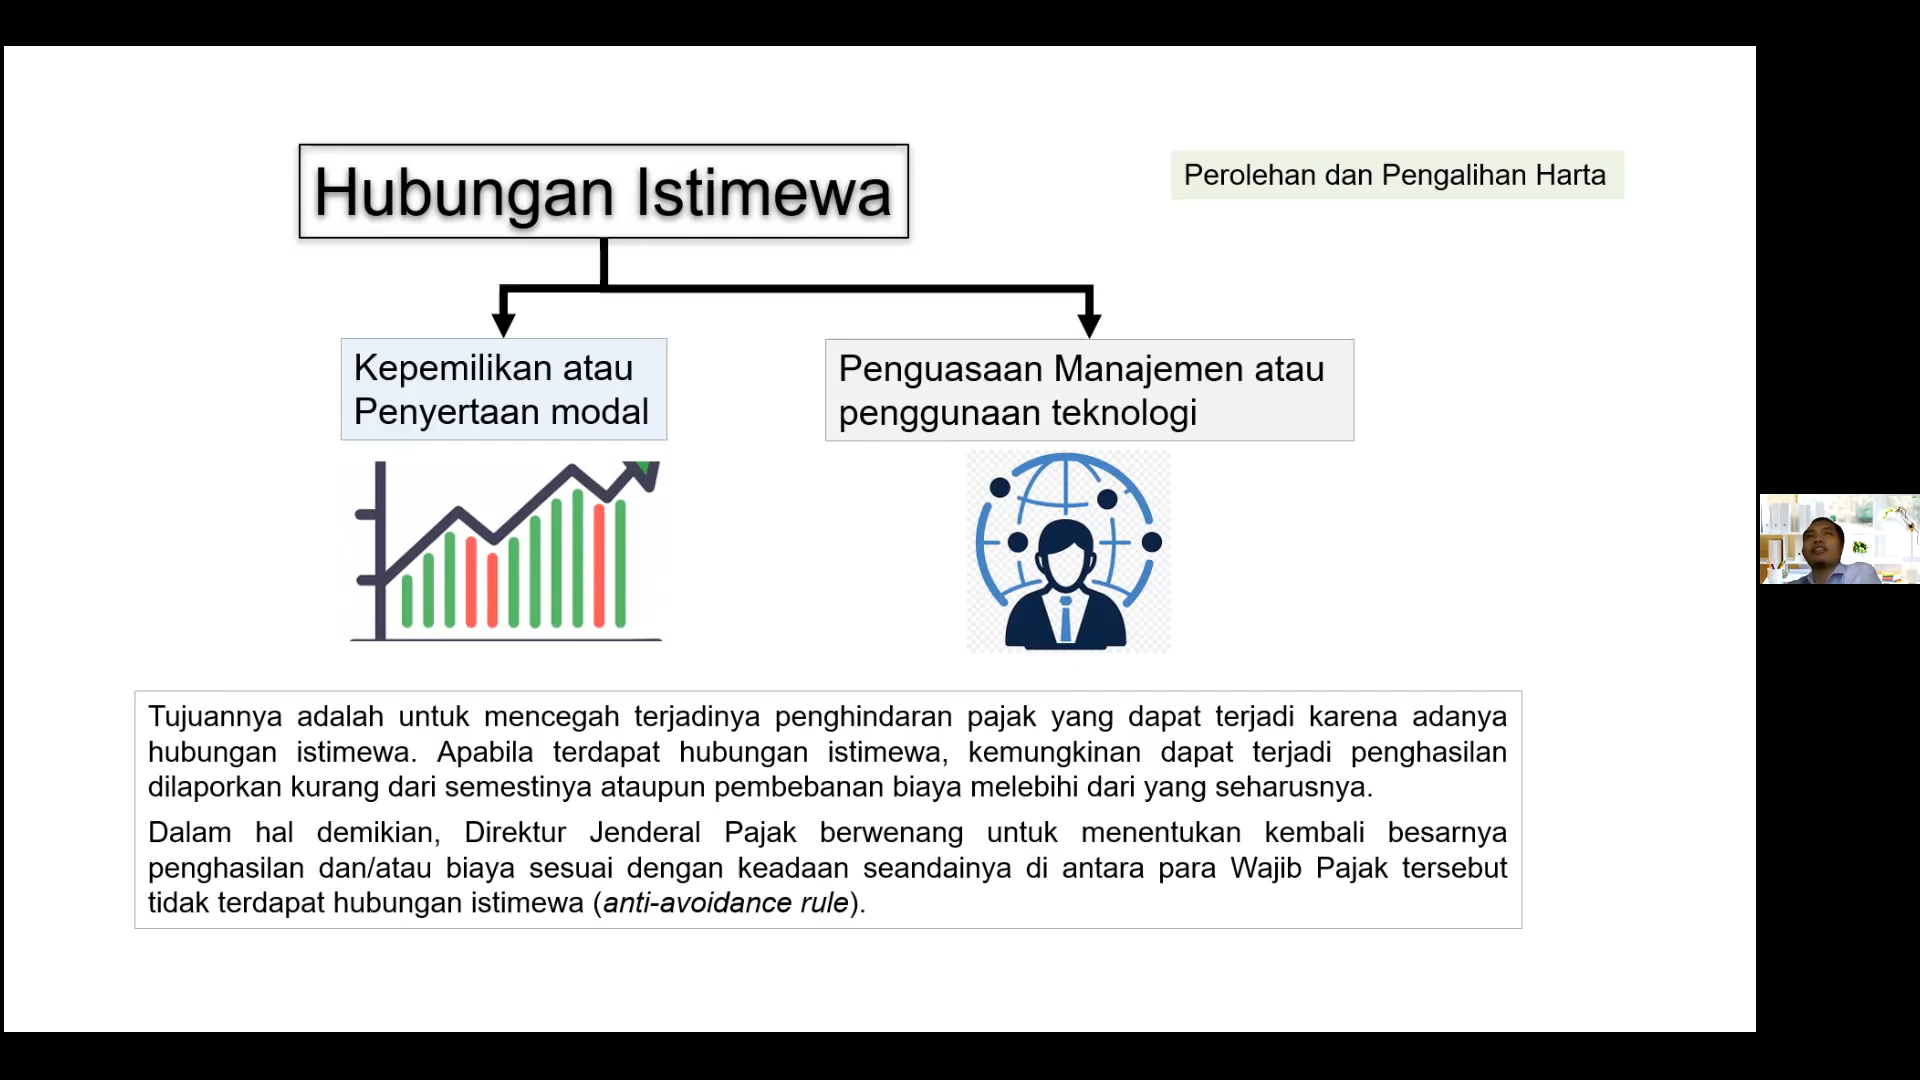 Hubungan Istimewa
Perolehan dan Pengalihan Harta
Kepemilikan atau
Penyertaan modal
Penguasaan Manajemen atau
penggunaan teknologi
Tujuannya adalah untuk mencegah terjadinya penghindaran pajak yang dapat terjadi karena adanya
hubungan istimewa. Apabila terdapat hubungan istimewa, kemungkinan dapat terjadi penghasilan
dilaporkan kurang dari semestinya ataupun pembebanan biaya melebihi dari yang seharusnya.
Dalam hal demikian, Direktur Jenderal Pajak berwenang untuk menentukan kembali besarnya
penghasilan dan/atau biaya sesuai dengan keadaan seandainya di antara para Wajib Pajak tersebut
tidak terdapat hubungan istimewa (anti-avoidance rule).